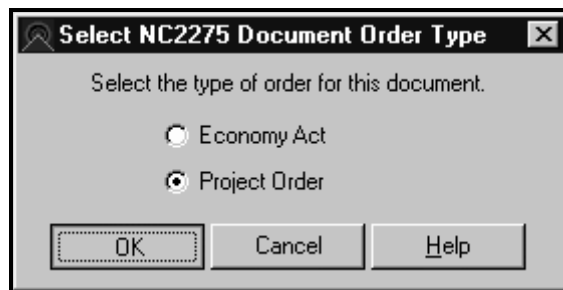 Select NC2275 Document Order Type
Select the type of order for this document.
Economy Act
Project Order
OK Cancel Help